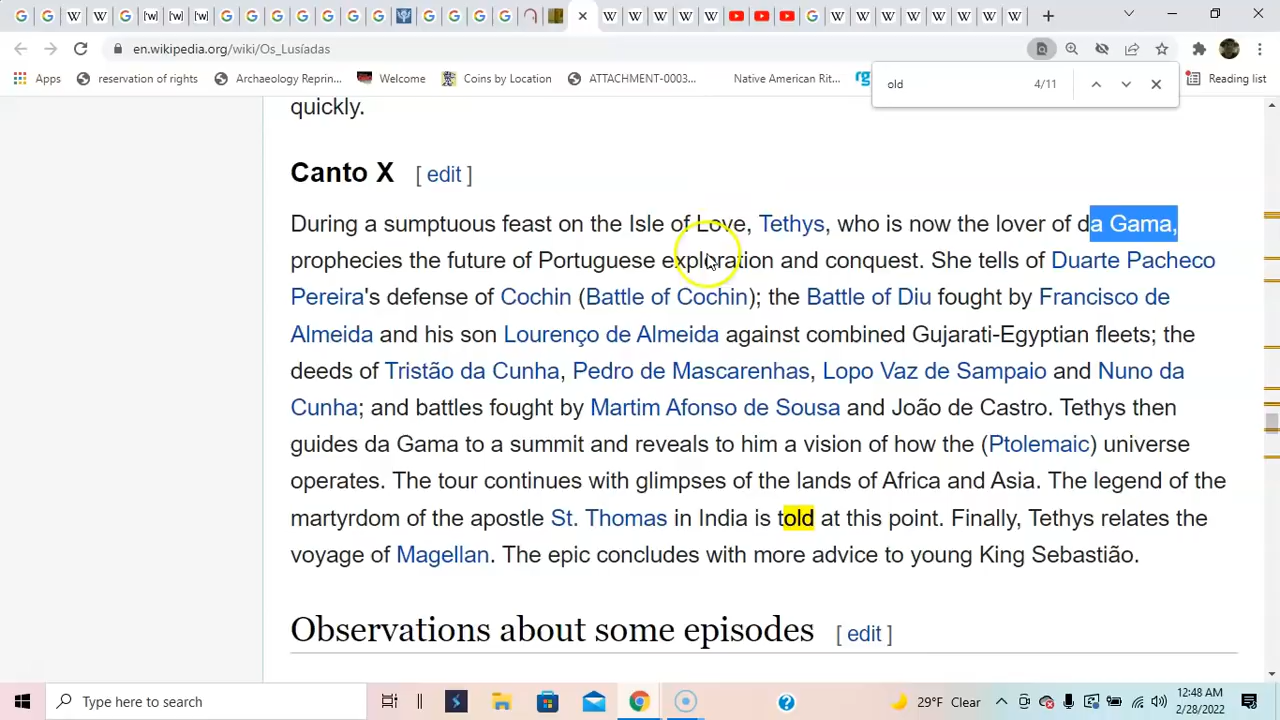 en.wikipedia.org/wiki/Os_Lusíadas
Apps
reservation of rights
Archaeology Reprin...
Welcome
Coins by Location
ATTACHMENT-0003...
Native American Rit...
rg
Reading list
old
4/11
quickly.
Canto X [ edit ]
During a sumptuous feast on the Isle of Love, Tethys, who is now the lover of da Gama,
prophecies the future of Portuguese exploration and conquest. She tells of Duarte Pacheco
Pereira's defense of Cochin (Battle of Cochin); the Battle of Diu fought by Francisco de
Almeida and his son Lourenço de Almeida against combined Gujarati-Egyptian fleets; the
deeds of Tristão da Cunha, Pedro de Mascarenhas, Lopo Vaz de Sampaio and Nuno da
Cunha; and battles fought by Martim Afonso de Sousa and João de Castro. Tethys then
guides da Gama to a summit and reveals to him a vision of how the (Ptolemaic) universe
operates. The tour continues with glimpses of the lands of Africa and Asia. The legend of the
martyrdom of the apostle St. Thomas in India is told at this point. Finally, Tethys relates the
voyage of Magellan. The epic concludes with more advice to young King Sebastião.
Observations about some episodes [ edit ]
Type here to search
29°F Clear
12:48 AM
2/28/2022